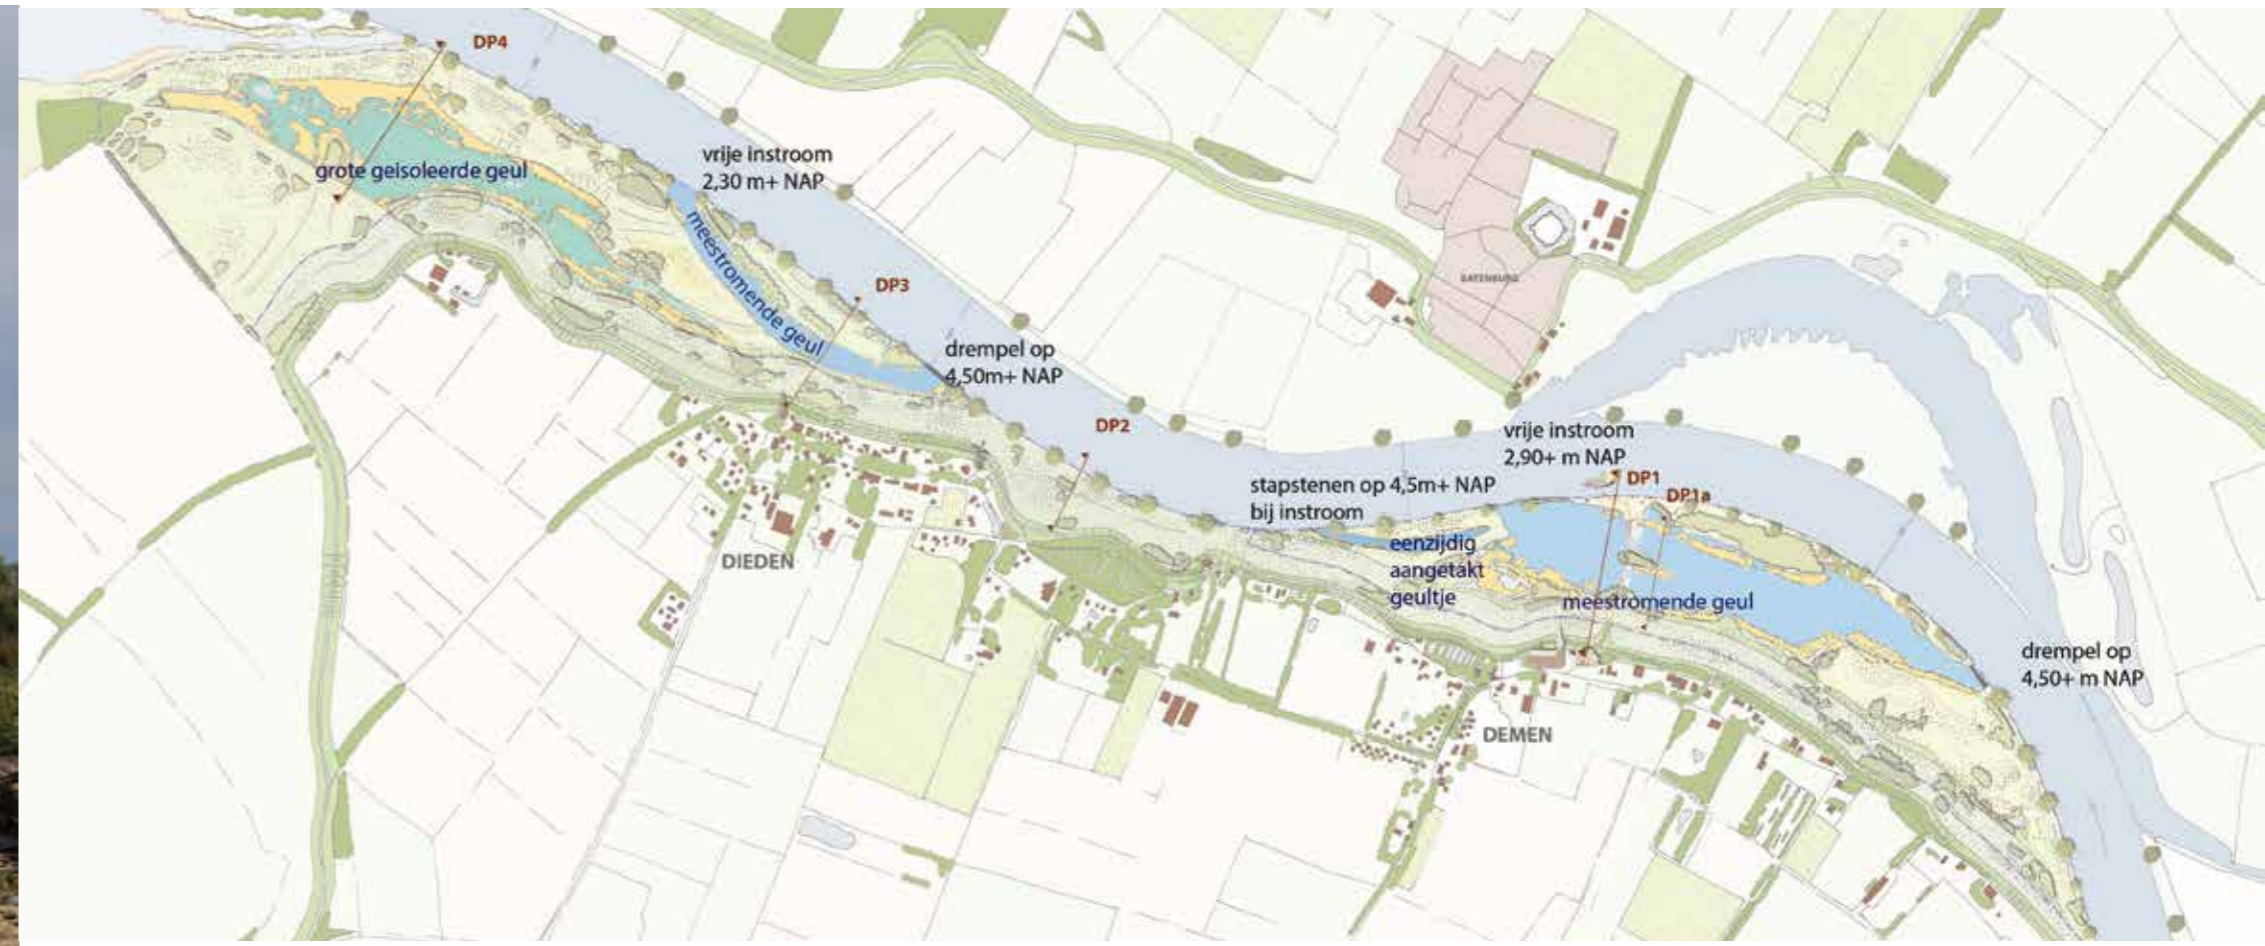 DP4
grote geisoleerde geul
vrije instroom
2,30 m+ NAP
meestromende geul
DP3
drempel op
4,50m+ NAP
DP2
BATENBURG
vrije instroom
2,90+ m NAP
DP1
DP1a
stapstenen op 4,5m+ NAP
bij instroom
eenzijdig
aangetakt
geultje
meestromende geul
drempel op
4,50+ m NAP
DIEDEN
DEMEN